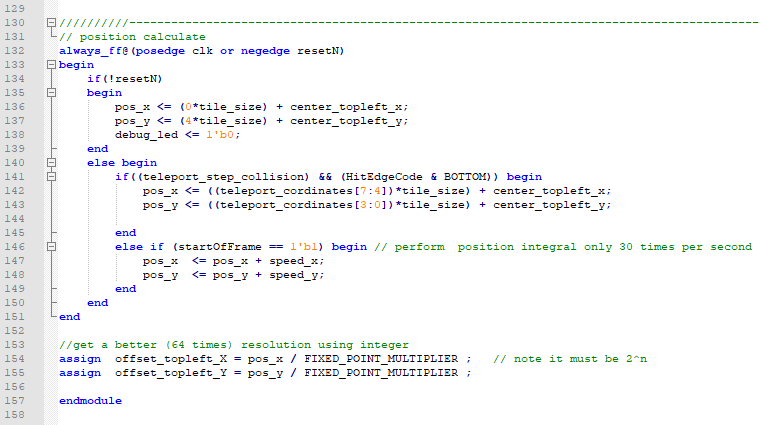 129
130 //////////--------------------------------------------------------------------------------
131 // position calculate
132 always_ff@(posedge clk or negedge resetN)
133 begin
134     if(!resetN)
135     begin
136         pos_x <= (0*tile_size) + center_topleft_x;
137         pos_y <= (4*tile_size) + center_topleft_y;
138         debug_led <= 1'b0;
139     end
140     else begin
141         if((teleport_step_collision) && (HitEdgeCode & BOTTOM)) begin
142             pos_x <= ((teleport_cordinates[7:4])*tile_size) + center_topleft_x;
143             pos_y <= ((teleport_cordinates[3:0])*tile_size) + center_topleft_y;
144
145         end
146         else if (startOfFrame == 1'b1) begin // perform  position integral only 30 times per second
147             pos_x  <= pos_x + speed_x;
148             pos_y  <= pos_y + speed_y;
149         end
150     end
151 end
152
153 //get a better (64 times) resolution using integer
154 assign  offset_topleft_X = pos_x / FIXED_POINT_MULTIPLIER ;   // note it must be 2^n
155 assign  offset_topleft_Y = pos_y / FIXED_POINT_MULTIPLIER ;
156
157 endmodule
158